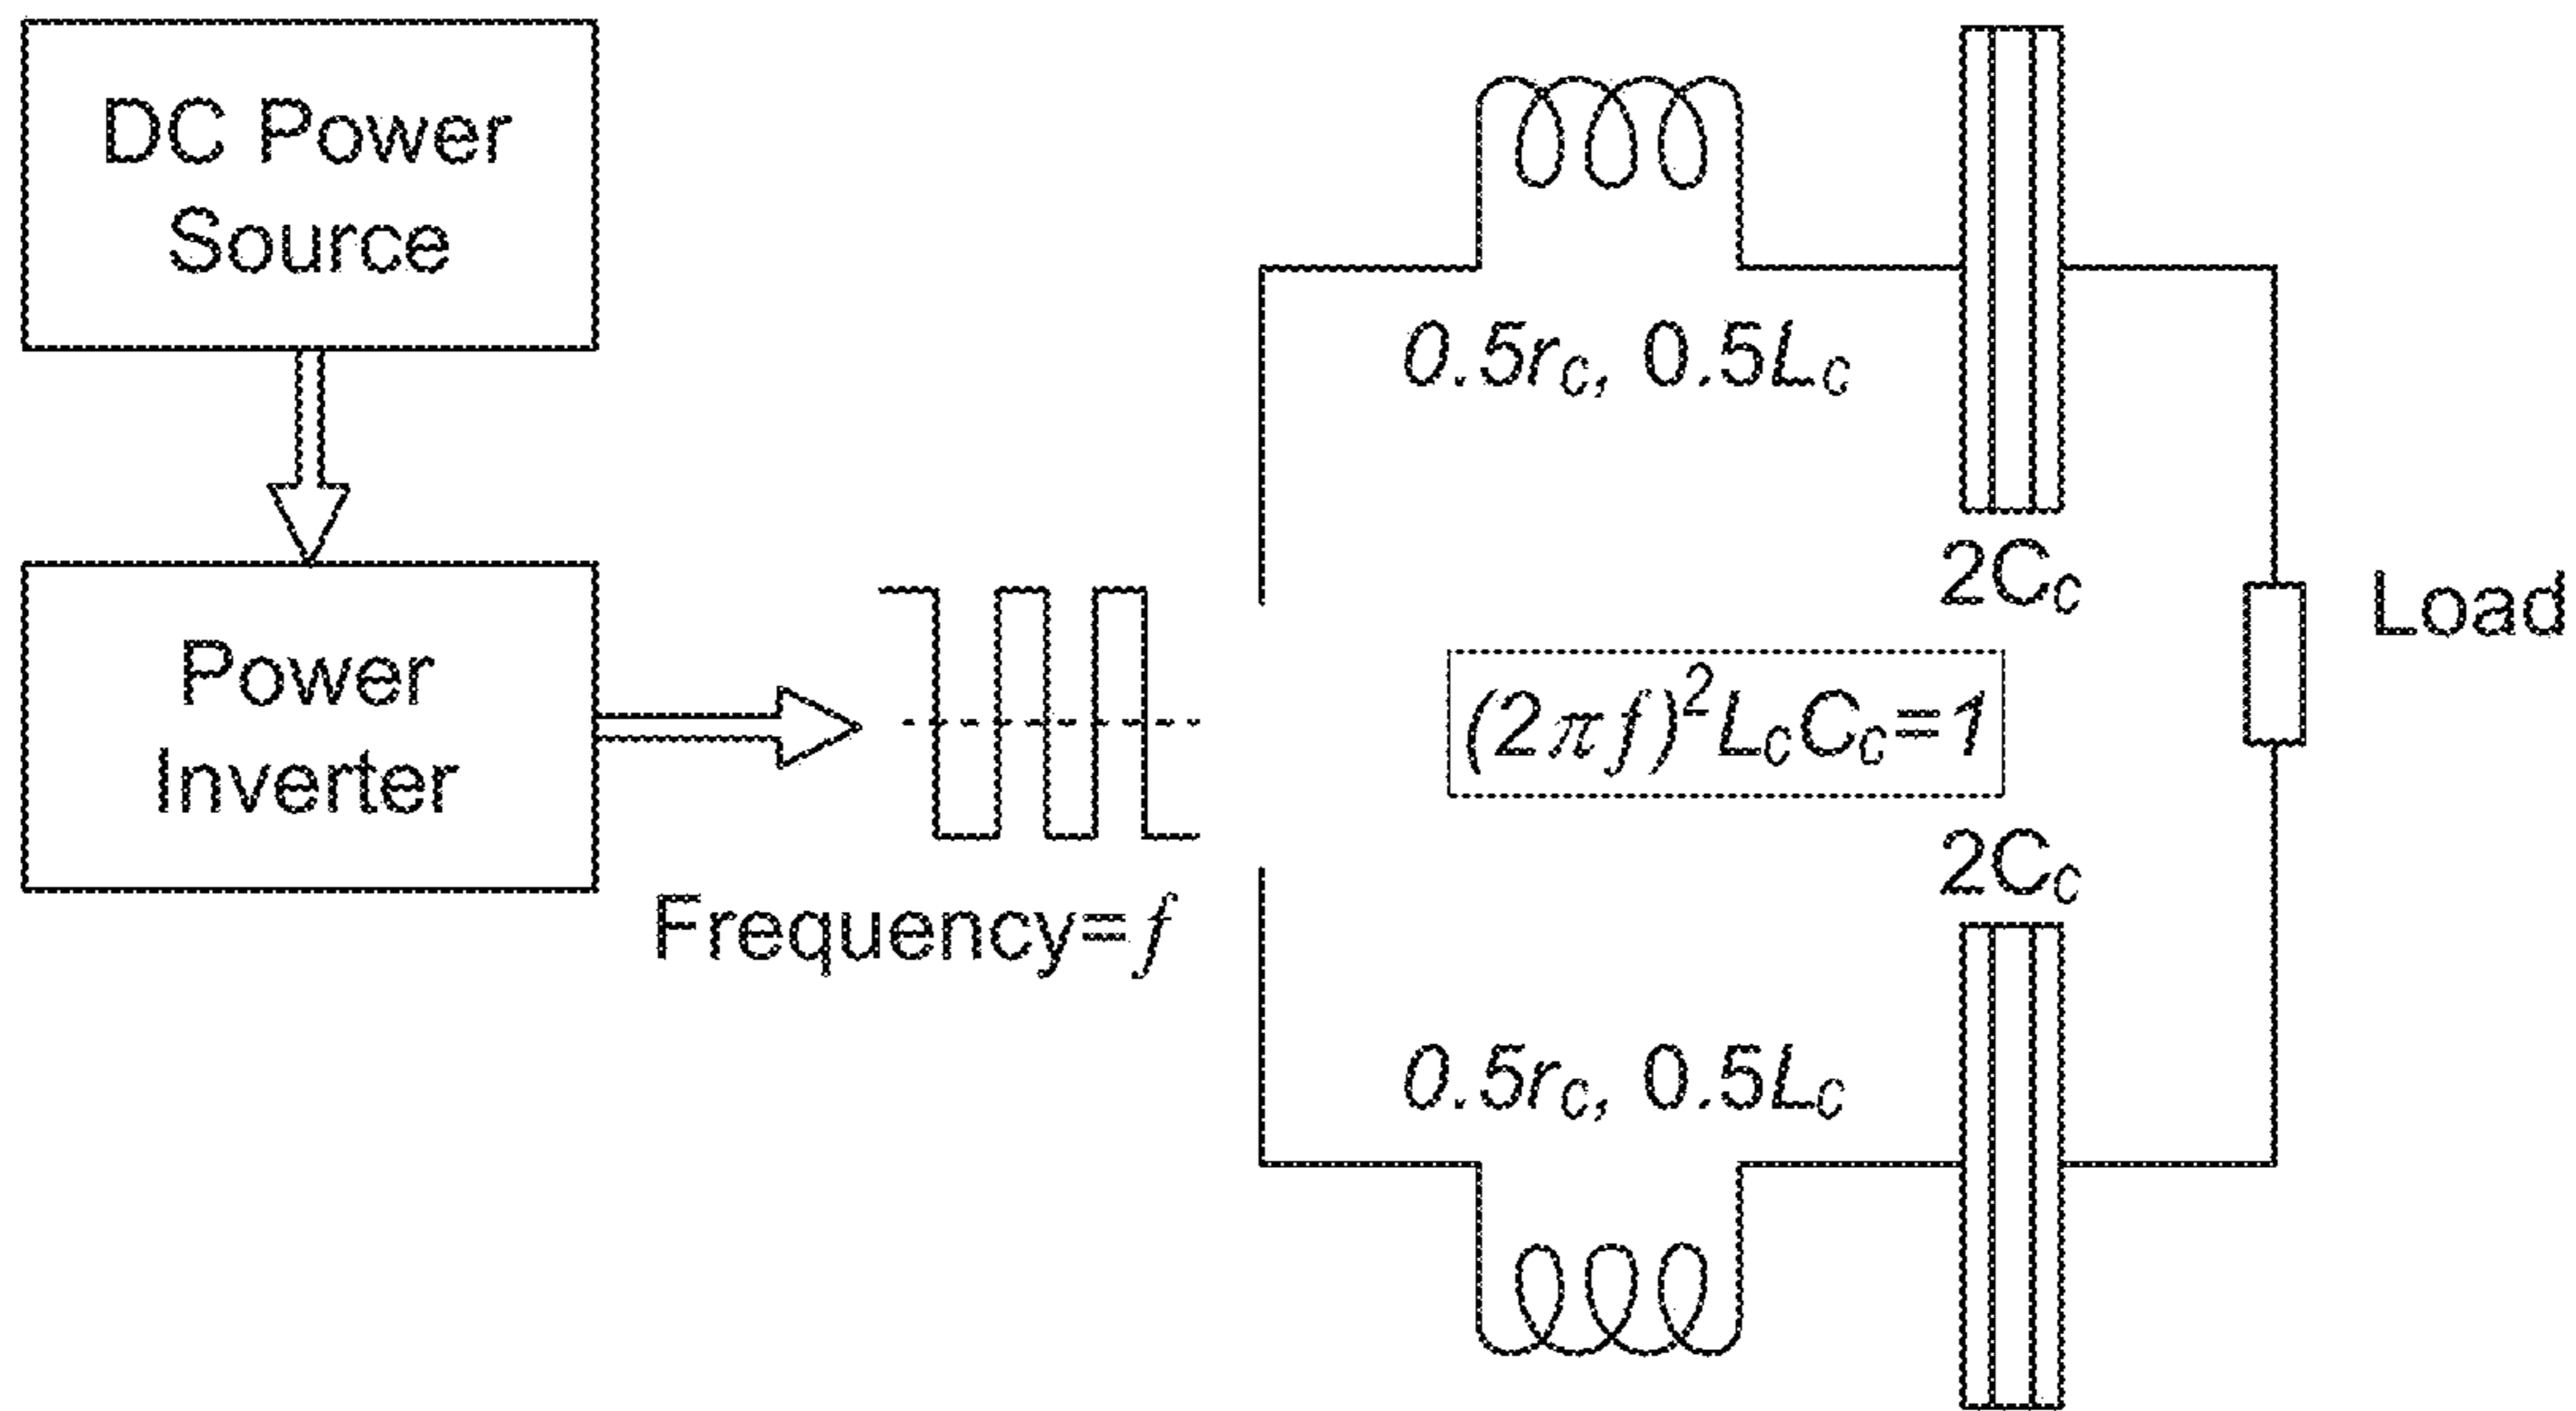 DC Power
Source
Power
Inverter
Frequency=f
0.5rc, 0.5Lc
2Cc
Load
(2πf)²LcCc=1
2Cc
0.5rc, 0.5Lc